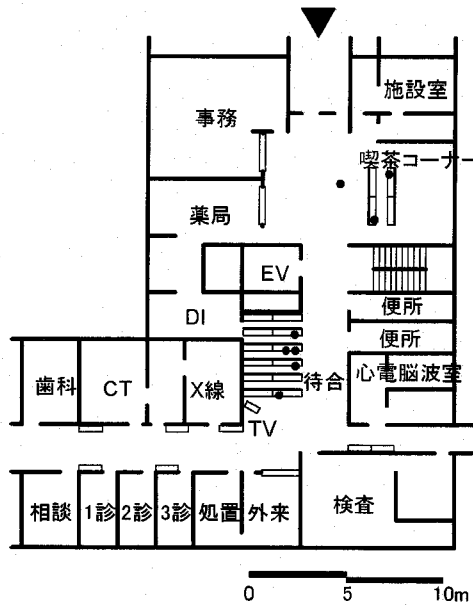 施設室
事務
喫茶コーナー
薬局
EV
便所
DI
便所
歯科
CT
X線
待合
心電脳波室
TV
相談
1診
2診
3診
処置
外来
検査
0
5
10m